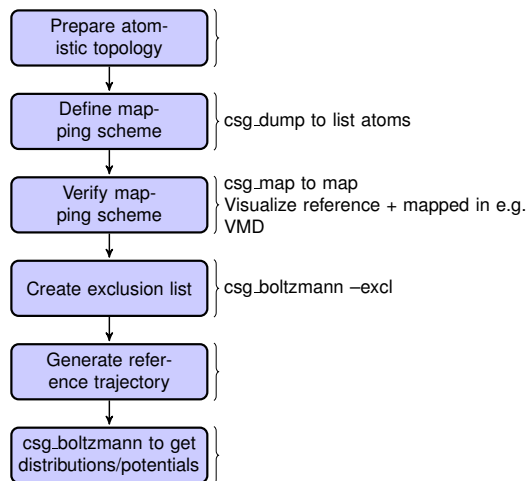 Prepare atom-
istic topology
Define map-
ping scheme
csg_dump to list atoms
Verify map-
ping scheme
csg_map to map
Visualize reference + mapped in e.g.
VMD
Create exclusion list
csg_boltzmann –excl
Generate refer-
ence trajectory
csg_boltzmann to get
distributions/potentials